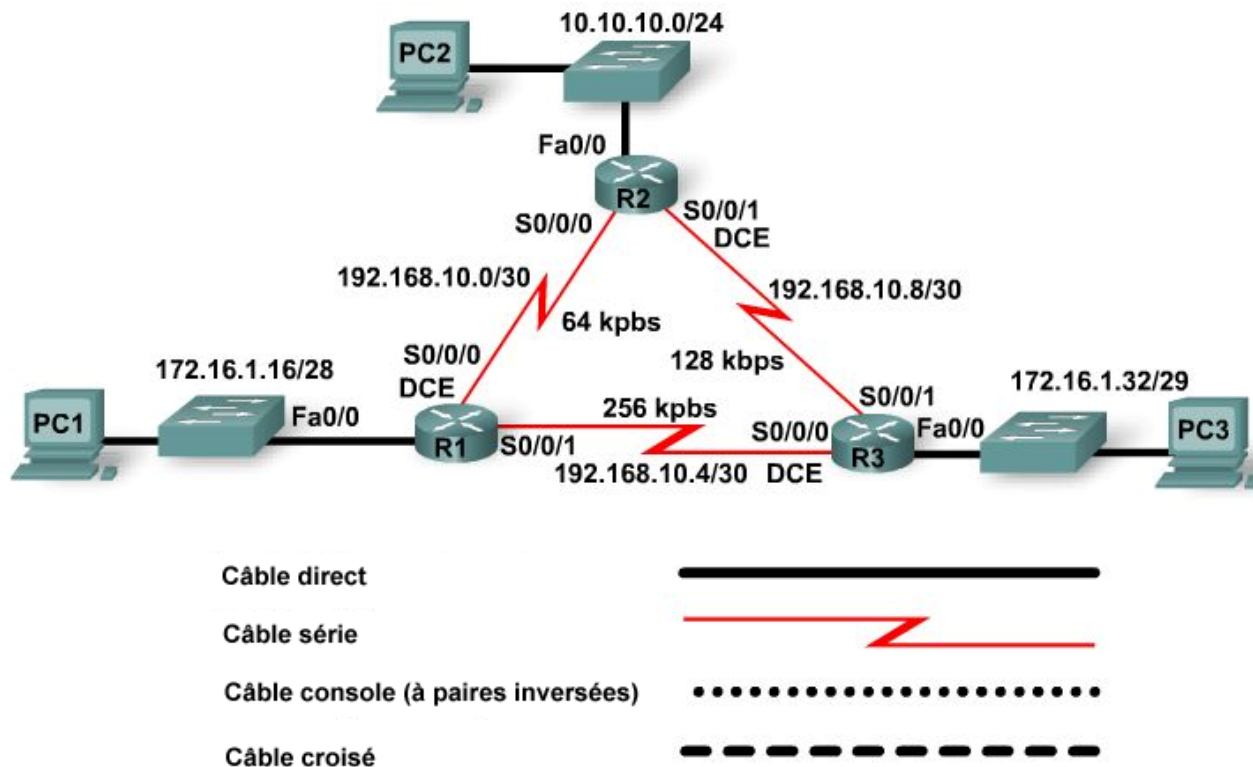 10.10.10.0/24
PC2
Fa0/0
R2
S0/0/0
S0/0/1
DCE
192.168.10.0/30
192.168.10.8/30
64 kpbs
S0/0/0
DCE
128 kbps
172.16.1.16/28
172.16.1.32/29
PC1
Fa0/0
R1
S0/0/1
256 kpbs
192.168.10.4/30
S0/0/0
DCE
S0/0/1
Fa0/0
R3
PC3
Câble direct
Câble série
Câble console (à paires inversées)
Câble croisé